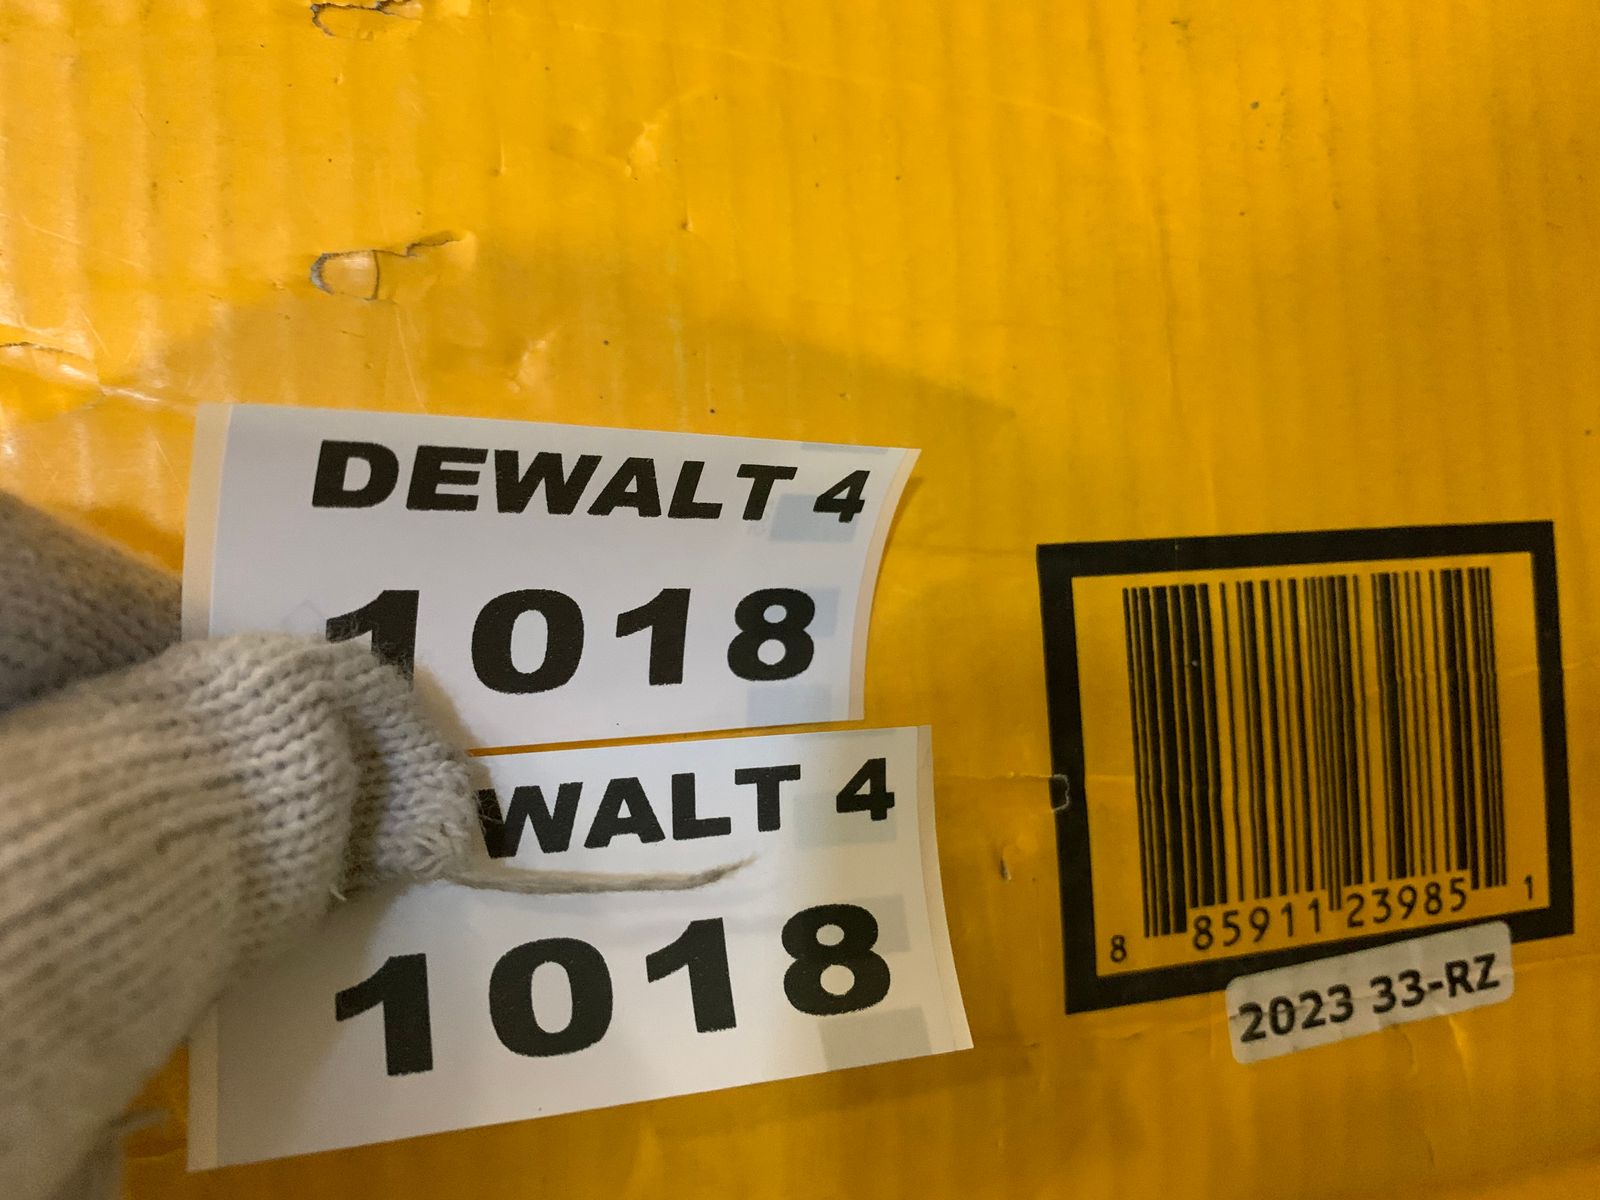 DEWALT 4
1018
WALT 4
1018
8 85911 23985 1
2023 33-RZ